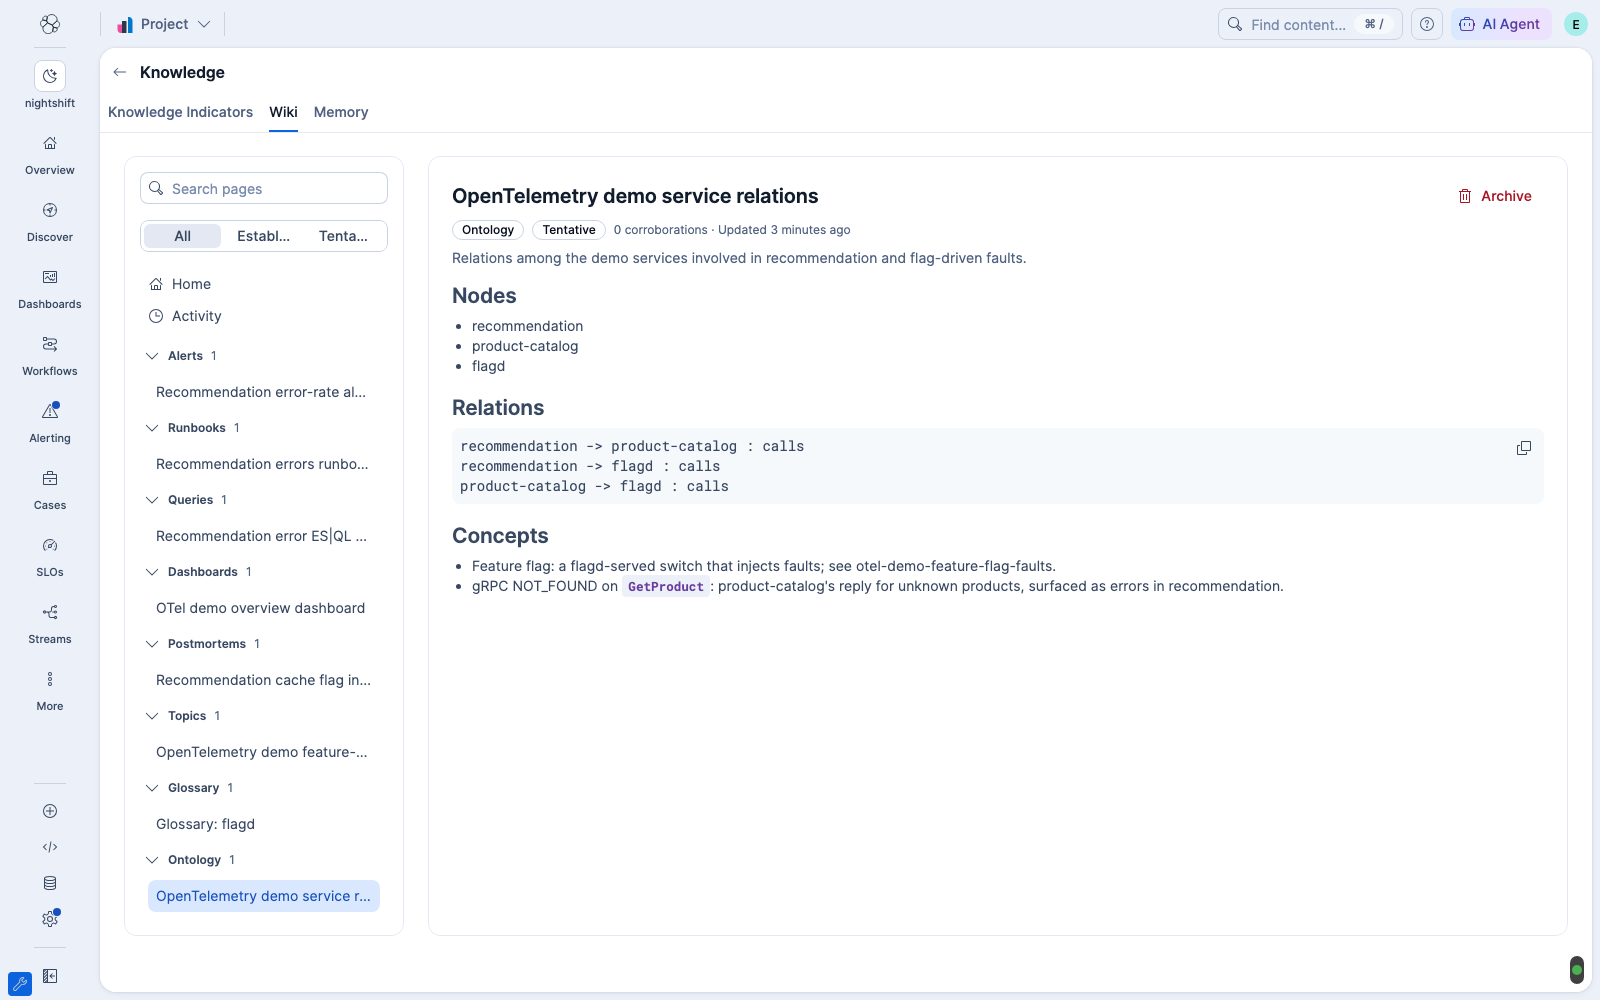 Project
Find content...
⌘ /
AI Agent
E
nightshift
Overview
Discover
Dashboards
Workflows
Alerting
Cases
SLOs
Streams
More
Knowledge
Knowledge Indicators
Wiki
Memory
Search pages
All
Establ...
Tenta...
Home
Activity
Alerts 1
Recommendation error-rate al...
Runbooks 1
Recommendation errors runbo...
Queries 1
Recommendation error ES|QL ...
Dashboards 1
OTel demo overview dashboard
Postmortems 1
Recommendation cache flag in...
Topics 1
OpenTelemetry demo feature-...
Glossary 1
Glossary: flagd
Ontology 1
OpenTelemetry demo service r...
OpenTelemetry demo service relations
Archive
Ontology Tentative 0 corroborations · Updated 3 minutes ago
Relations among the demo services involved in recommendation and flag-driven faults.
Nodes
recommendation
product-catalog
flagd
Relations
recommendation -> product-catalog : calls
recommendation -> flagd : calls
product-catalog -> flagd : calls
Concepts
Feature flag: a flagd-served switch that injects faults; see otel-demo-feature-flag-faults.
gRPC NOT_FOUND on GetProduct: product-catalog's reply for unknown products, surfaced as errors in recommendation.